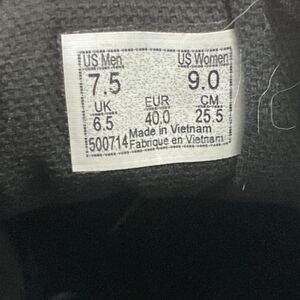 US Men US Women
7.5 9.0
UK EUR CM
6.5 40.0 25.5
500714 Made in Vietnam
Fabrique en Vietnam